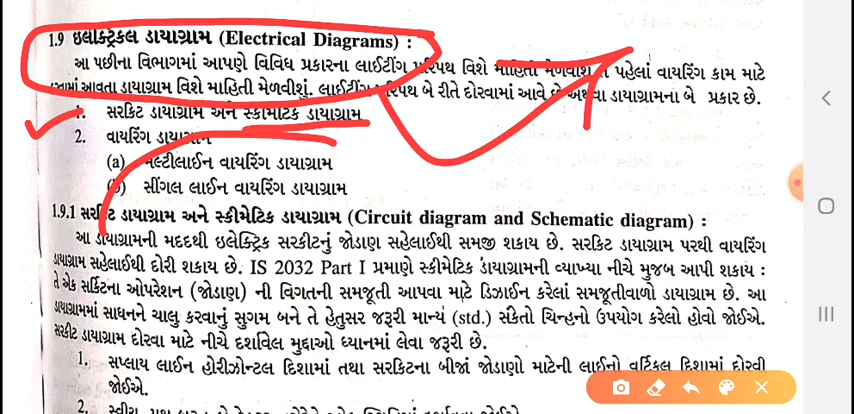 1.9 ઇલેક્ટ્રિકલ ડાયાગ્રામ (Electrical Diagrams) :
આ પછીના વિભાગમાં આપણે વિવિધ પ્રકારના લાઈટીંગ પરિપથ વિશે માહિતી મેળવીશું તે પહેલાં વાયરિંગ કામ માટે
આવતા ડાયાગ્રામ વિશે માહિતી મેળવીશું. લાઈટીંગ પરિપથ બે રીતે દોરવામાં આવે છે અથવા ડાયાગ્રામના બે પ્રકાર છે.
1. સરકિટ ડાયાગ્રામ અને સ્કીમેટિક ડાયાગ્રામ
2. વાયરિંગ ડાયાગ્રામ
(a) મલ્ટીલાઈન વાયરિંગ ડાયાગ્રામ
(b) સીંગલ લાઈન વાયરિંગ ડાયાગ્રામ
1.9.1 સરકિટ ડાયાગ્રામ અને સ્કીમેટિક ડાયાગ્રામ (Circuit diagram and Schematic diagram) :
આ ડાયાગ્રામની મદદથી ઇલેક્ટ્રિક સરકીટનું જોડાણ સહેલાઈથી સમજી શકાય છે. સરકિટ ડાયાગ્રામ પરથી વાયરિંગ
ડાયાગ્રામ સહેલાઈથી દોરી શકાય છે. IS 2032 Part I પ્રમાણે સ્કીમેટિક ડાયાગ્રામની વ્યાખ્યા નીચે મુજબ આપી શકાય :
તે એક સર્કિટના ઓપરેશન (જોડાણ) ની વિગતની સમજૂતી આપવા માટે ડિઝાઈન કરેલાં સમજૂતીવાળો ડાયાગ્રામ છે. આ
ડાયાગ્રામમાં સાધનને ચાલુ કરવાનું સુગમ બને તે હેતુસર જરૂરી માન્ય (std.) સંકેતો ચિન્હનો ઉપયોગ કરેલો હોવો જોઈએ.
સરકીટ ડાયાગ્રામ દોરવા માટે નીચે દર્શાવેલ મુદ્દાઓ ધ્યાનમાં લેવા જરૂરી છે.
1. સપ્લાય લાઈન હોરીઝોન્ટલ દિશામાં તથા સરકિટના બીજાં જોડાણો માટેની લાઈનો વર્ટિકલ દિશામાં દોરવી
જોઈએ.
2.